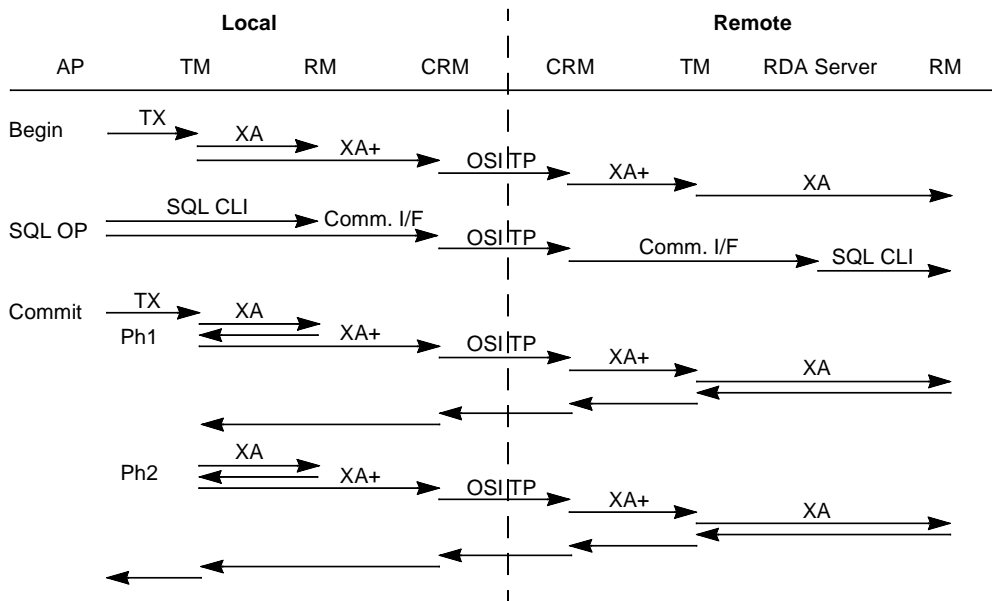 Local Remote
AP TM RM CRM CRM TM RDA Server RM
Begin TX XA XA+ OSI TP XA+ XA
SQL OP SQL CLI Comm. I/F OSI TP Comm. I/F SQL CLI
Commit TX XA
Ph1 XA+ OSI TP XA+ XA
Ph2 XA XA+ OSI TP XA+ XA